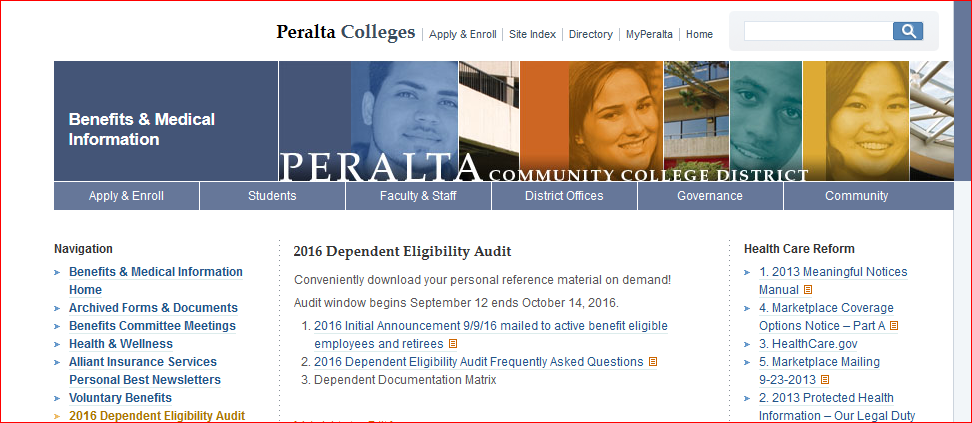 Peralta Colleges
Apply & Enroll
Site Index
Directory
MyPeralta
Home
Benefits & Medical
Information
PERALTA COMMUNITY COLLEGE DISTRICT
Apply & Enroll
Students
Faculty & Staff
District Offices
Governance
Community
Navigation
Benefits & Medical Information
Home
Archived Forms & Documents
Benefits Committee Meetings
Health & Wellness
Alliant Insurance Services
Personal Best Newsletters
Voluntary Benefits
2016 Dependent Eligibility Audit
2016 Dependent Eligibility Audit
Conveniently download your personal reference material on demand!
Audit window begins September 12 ends October 14, 2016.
1. 2016 Initial Announcement 9/9/16 mailed to active benefit eligible
employees and retirees
2. 2016 Dependent Eligibility Audit Frequently Asked Questions
3. Dependent Documentation Matrix
Health Care Reform
1. 2013 Meaningful Notices
Manual
4. Marketplace Coverage
Options Notice – Part A
3. HealthCare.gov
5. Marketplace Mailing
9-23-2013
2. 2013 Protected Health
Information – Our Legal Duty